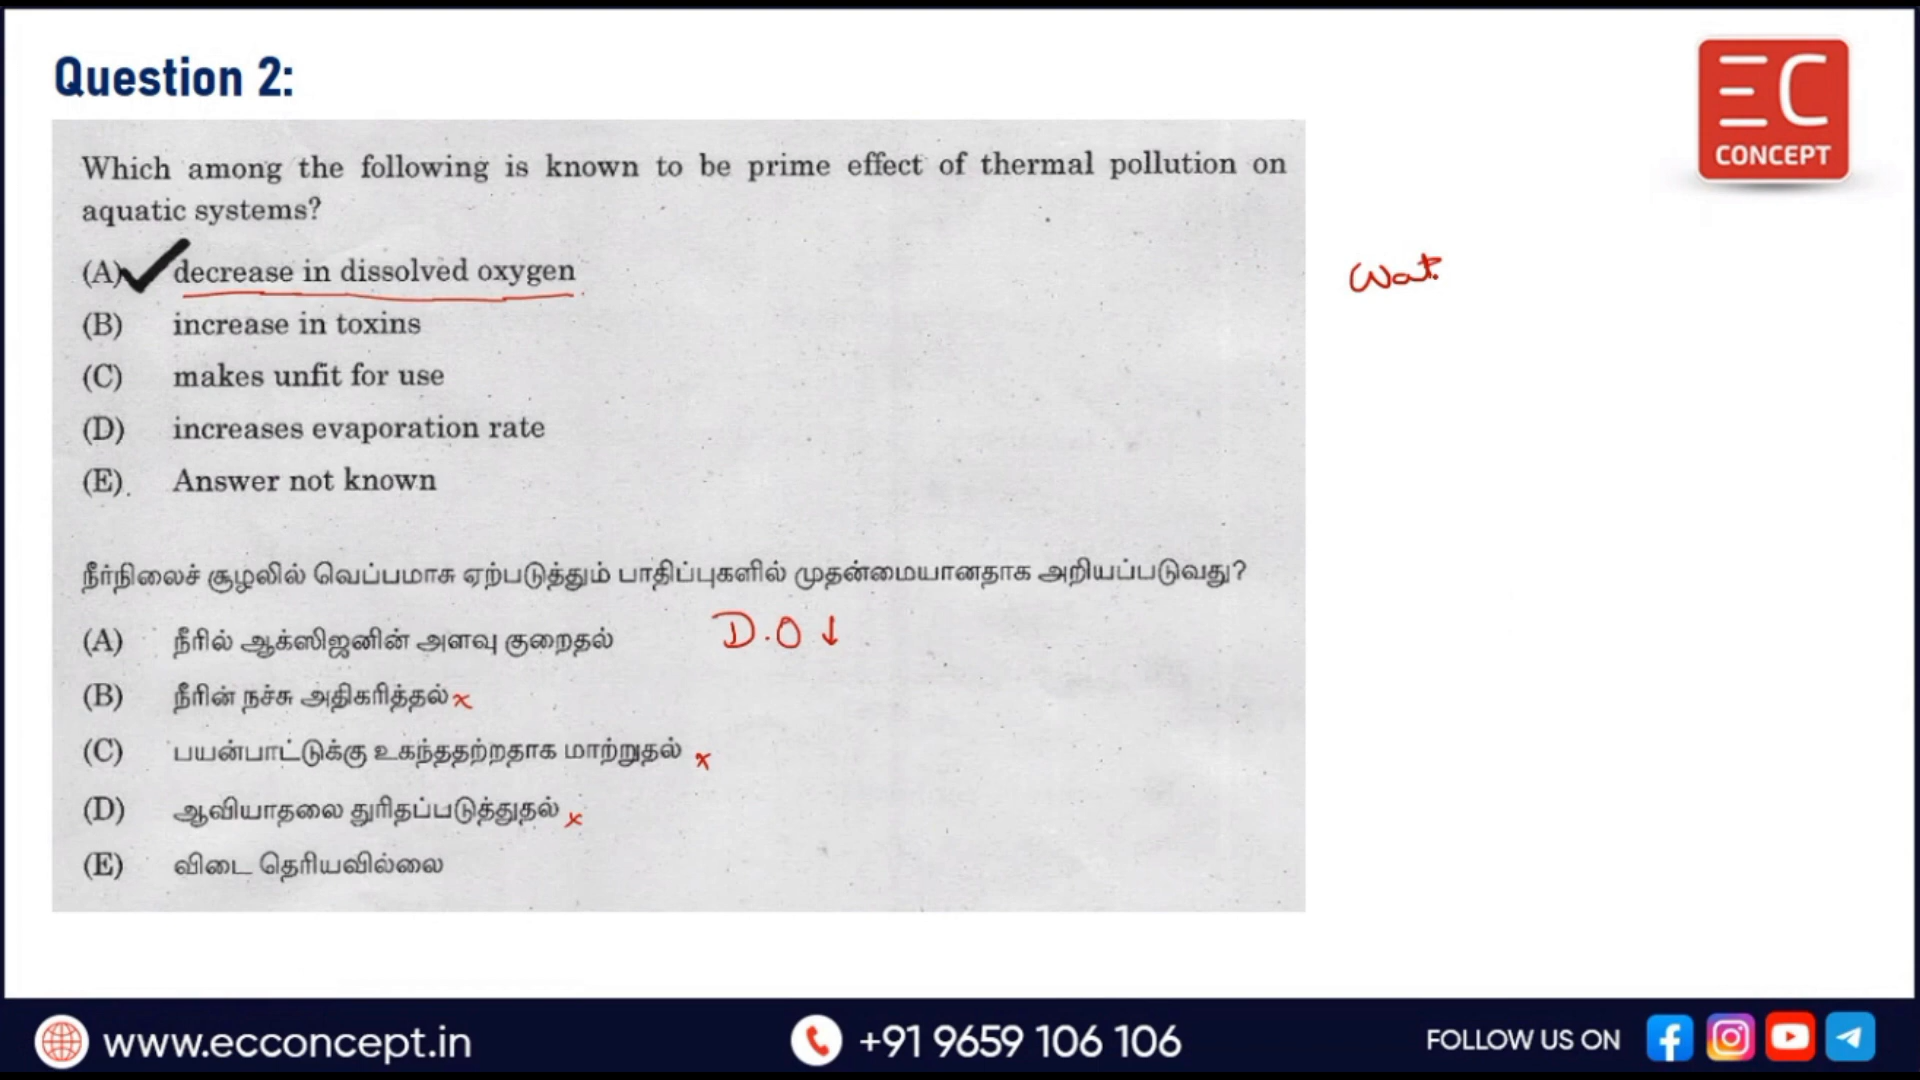 Question 2:
EC
CONCEPT
Which among the following is known to be prime effect of thermal pollution on
aquatic systems?
(A) decrease in dissolved oxygen
(B) increase in toxins
(C) makes unfit for use
(D) increases evaporation rate
(E). Answer not known
நீர்நிலைச் சூழலில் வெப்பமாசு ஏற்படுத்தும் பாதிப்புகளில் முதன்மையானதாக அறியப்படுவது?
(A) நீரில் ஆக்ஸிஜனின் அளவு குறைதல் D.O ↓
(B) நீரின் நச்சு அதிகரித்தல் x
(C) பயன்பாட்டுக்கு உகந்ததற்றதாக மாற்றுதல் x
(D) ஆவியாதலை துரிதப்படுத்துதல் x
(E) விடை தெரியவில்லை
www.ecconcept.in
+91 9659 106 106
FOLLOW US ON